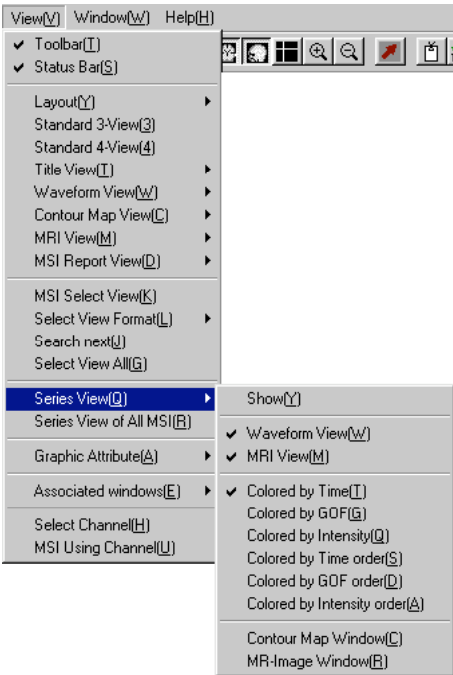 View(V) Window(W) Help(H)
Toolbar(T)
Status Bar(S)
Layout(Y)
Standard 3-View(3)
Standard 4-View(4)
Title View(T)
Waveform View(W)
Contour Map View(C)
MRI View(M)
MSI Report View(D)
MSI Select View(K)
Select View Format(L)
Search next(J)
Select View All(G)
Series View(Q)
Series View of All MSI(R)
Graphic Attribute(A)
Associated windows(E)
Select Channel(H)
MSI Using Channel(U)
Show(Y)
Waveform View(W)
MRI View(M)
Colored by Time(T)
Colored by GOF(G)
Colored by Intensity(Q)
Colored by Time order(S)
Colored by GOF order(D)
Colored by Intensity order(A)
Contour Map Window(C)
MR-Image Window(R)